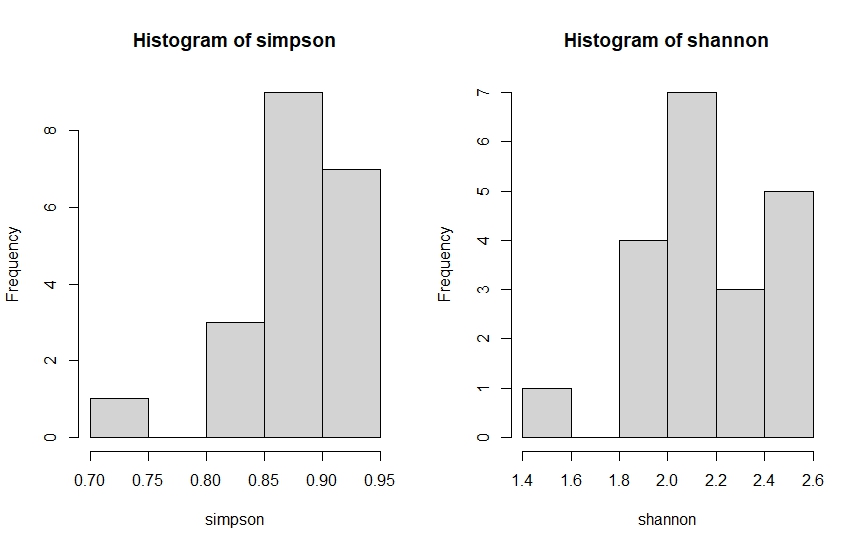 Histogram of simpson
Frequency
0 2 4 6 8
0.70 0.75 0.80 0.85 0.90 0.95
simpson
Histogram of shannon
Frequency
0 1 2 3 4 5 6 7
1.4 1.6 1.8 2.0 2.2 2.4 2.6
shannon